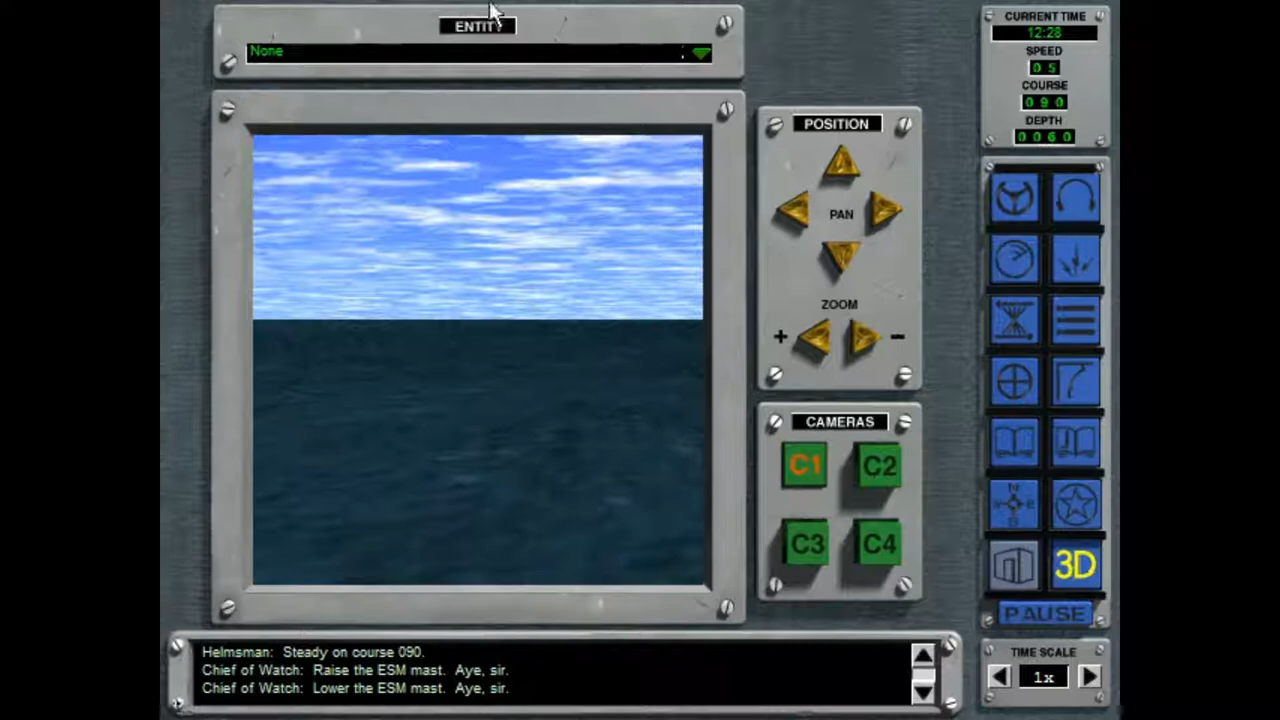 ENTITY
None
POSITION
PAN
ZOOM
+ -
CAMERAS
C1 C2
C3 C4
Helmsman: Steady on course 090.
Chief of Watch: Raise the ESM mast. Aye, sir.
Chief of Watch: Lower the ESM mast. Aye, sir.
CURRENT TIME
12:28
SPEED
05
COURSE
090
DEPTH
0060
N
S
3D
PAUSE
TIME SCALE
1x